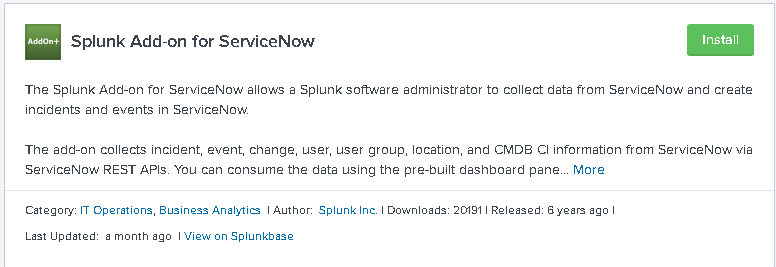 AddOn+
Splunk Add-on for ServiceNow
Install
The Splunk Add-on for ServiceNow allows a Splunk software administrator to collect data from ServiceNow and create
incidents and events in ServiceNow.
The add-on collects incident, event, change, user, user group, location, and CMDB CI information from ServiceNow via
ServiceNow REST APIs. You can consume the data using the pre-built dashboard pane... More
Category: IT Operations, Business Analytics | Author: Splunk Inc. | Downloads: 20191 | Released: 6 years ago |
Last Updated: a month ago | View on Splunkbase